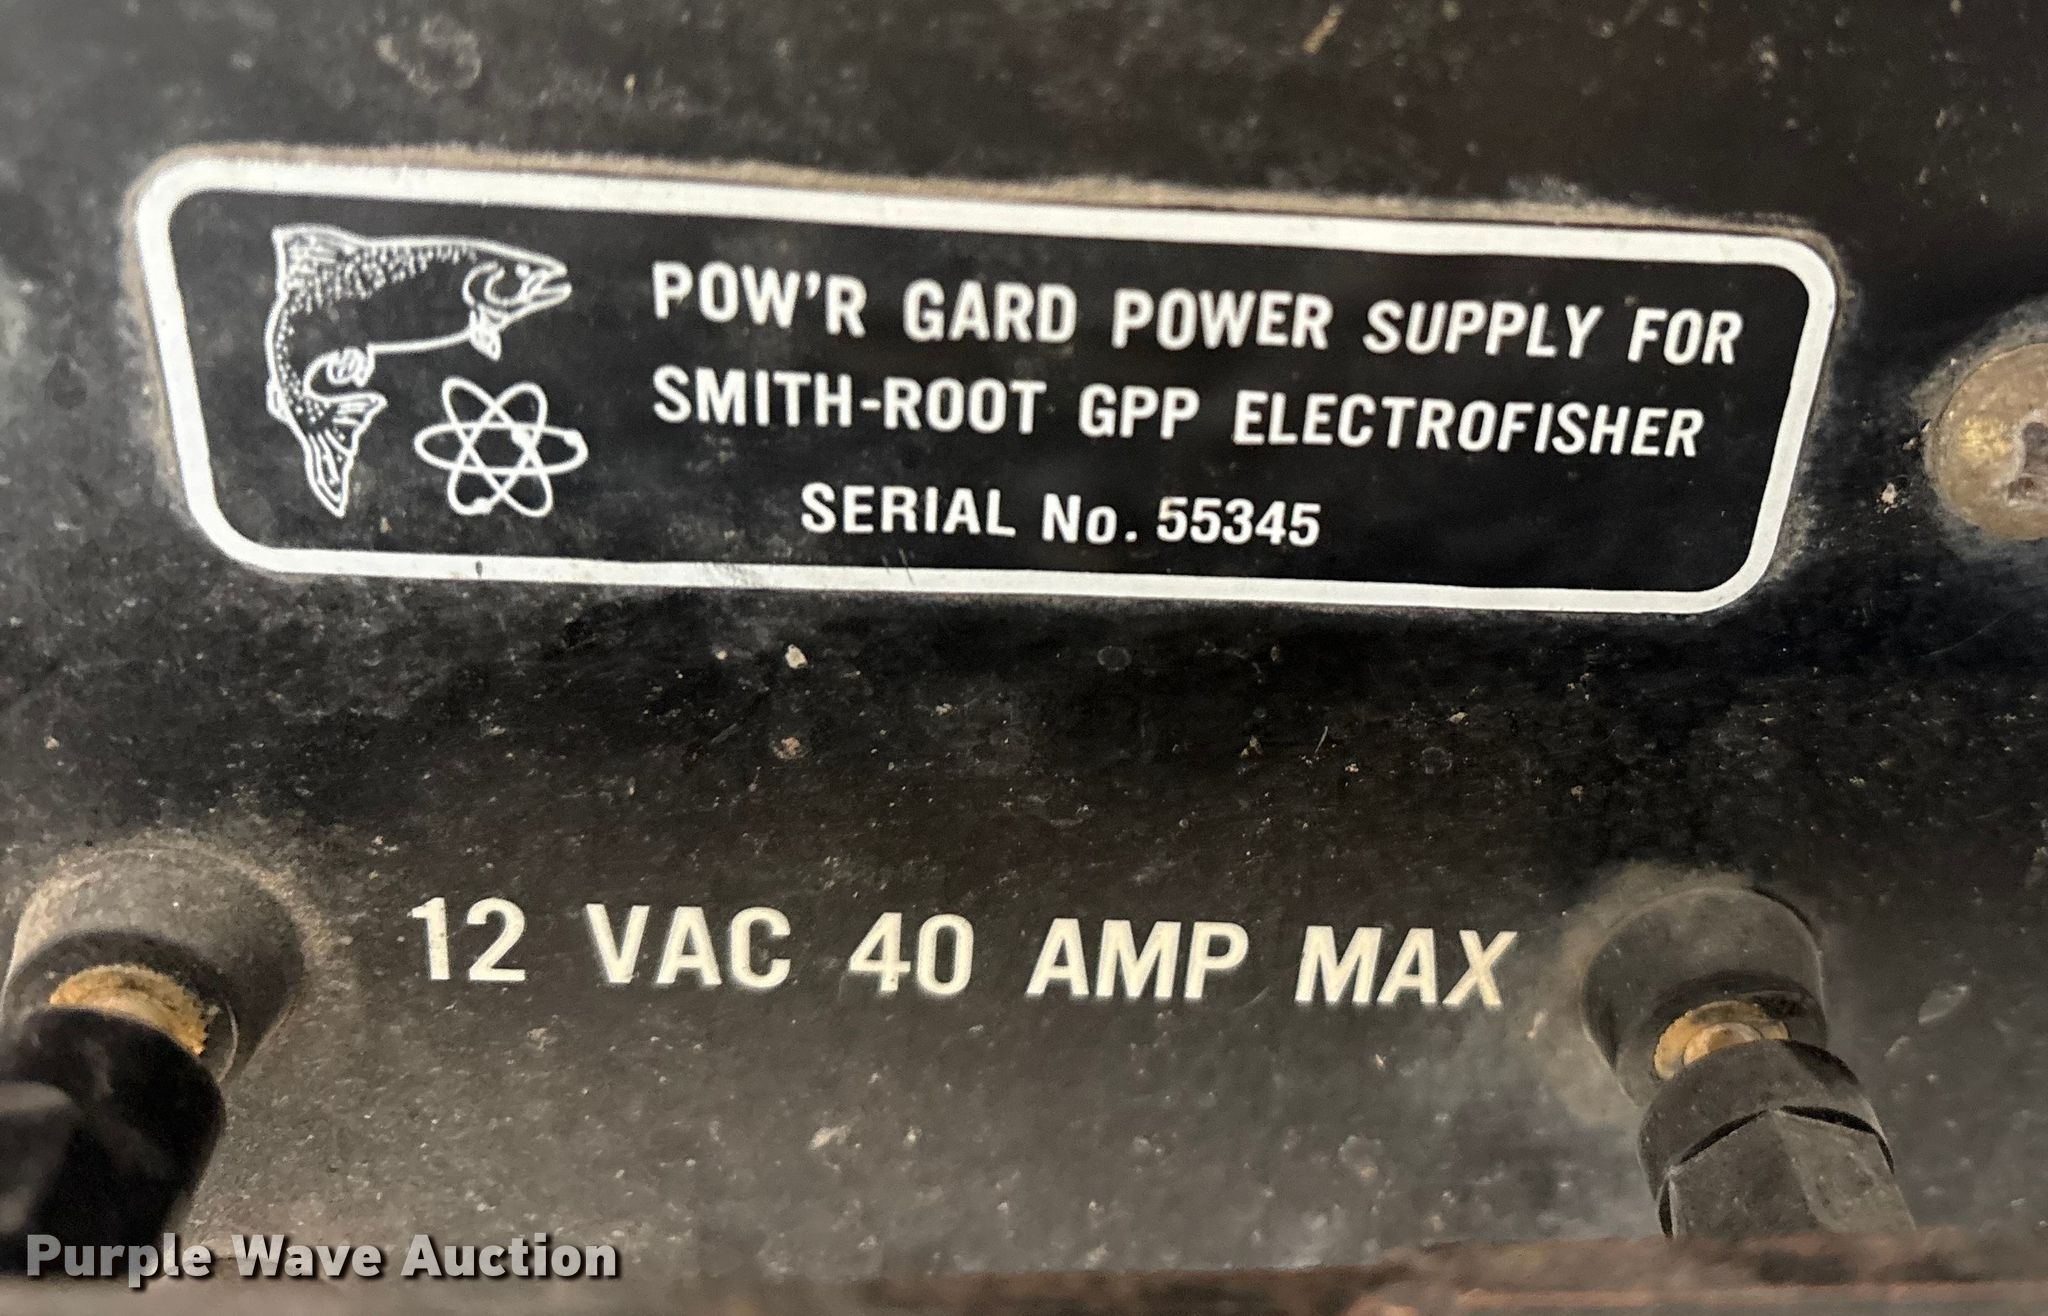 POW'R GARD POWER SUPPLY FOR
SMITH-ROOT GPP ELECTROFISHER
SERIAL No. 55345
12 VAC 40 AMP MAX
Purple Wave Auction